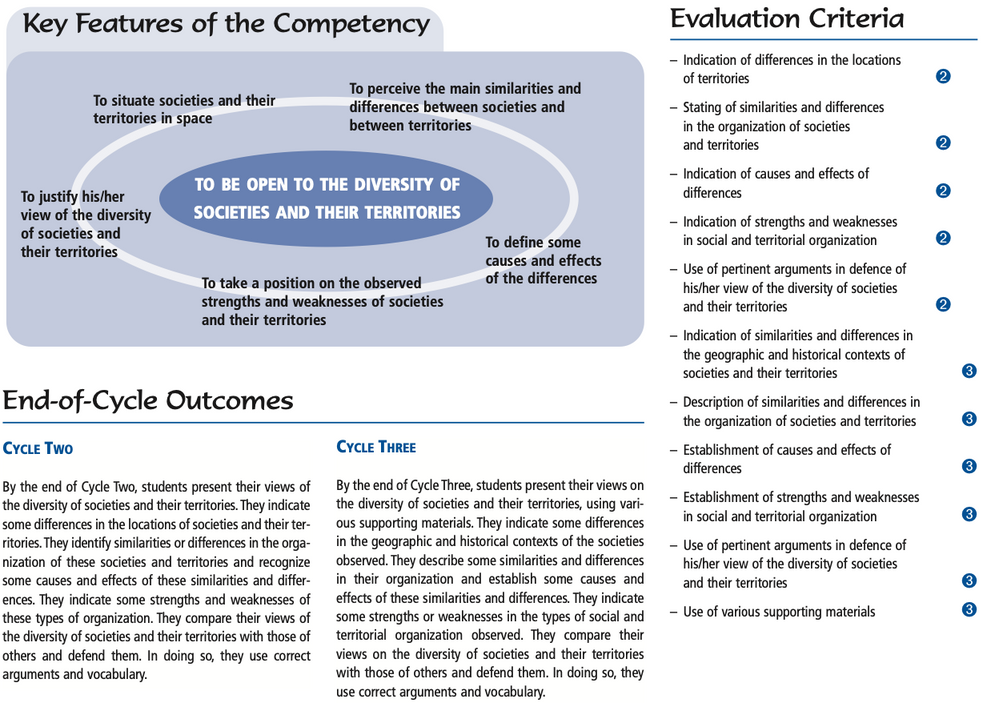 Key Features of the Competency
To situate societies and their
territories in space
To perceive the main similarities and
differences between societies and
between territories
To justify his/her
view of the diversity
of societies and
their territories
TO BE OPEN TO THE DIVERSITY OF
SOCIETIES AND THEIR TERRITORIES
To define some
causes and effects
of the differences
To take a position on the observed
strengths and weaknesses of societies
and their territories
End-of-Cycle Outcomes
CYCLE TWO
By the end of Cycle Two, students present their views of
the diversity of societies and their territories. They indicate
some differences in the locations of societies and their ter-
ritories. They identify similarities or differences in the orga-
nization of these societies and territories and recognize
some causes and effects of these similarities and differ-
ences. They indicate some strengths and weaknesses of
these types of organization. They compare their views of
the diversity of societies and their territories with those of
others and defend them. In doing so, they use correct
arguments and vocabulary.
CYCLE THREE
By the end of Cycle Three, students present their views on
the diversity of societies and their territories, using vari-
ous supporting materials. They indicate some differences
in the geographic and historical contexts of the societies
observed. They describe some similarities and differences
in their organization and establish some causes and
effects of these similarities and differences. They indicate
some strengths or weaknesses in the types of social and
territorial organization observed. They compare their
views on the diversity of societies and their territories
with those of others and defend them. In doing so, they
use correct arguments and vocabulary.
Evaluation Criteria
– Indication of differences in the locations
of territories 2
– Stating of similarities and differences
in the organization of societies
and territories 2
– Indication of causes and effects of
differences 2
– Indication of strengths and weaknesses
in social and territorial organization 2
– Use of pertinent arguments in defence of
his/her view of the diversity of societies
and their territories 2
– Indication of similarities and differences in
the geographic and historical contexts of
societies and their territories 3
– Description of similarities and differences in
the organization of societies and territories 3
– Establishment of causes and effects of
differences 3
– Establishment of strengths and weaknesses
in social and territorial organization 3
– Use of pertinent arguments in defence of
his/her view of the diversity of societies
and their territories 3
– Use of various supporting materials 3